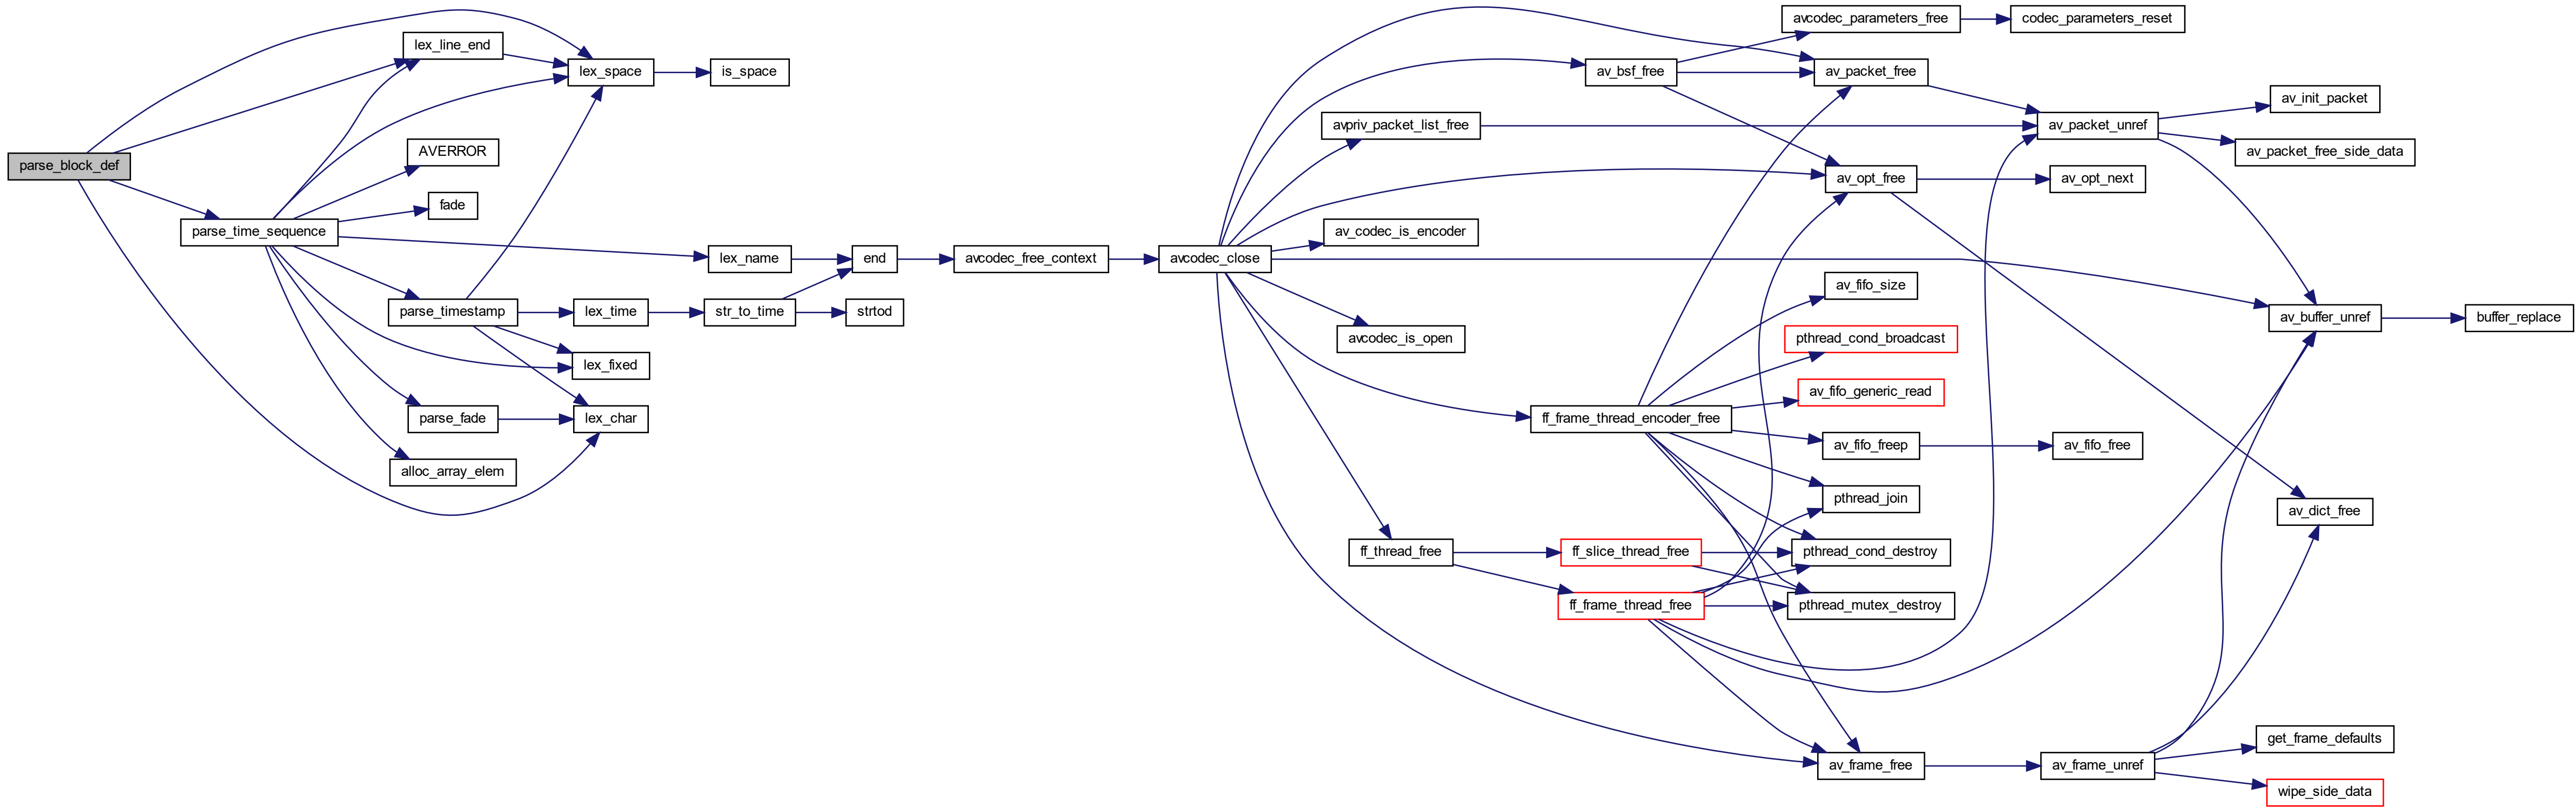 parse_block_def
lex_line_end
lex_space
is_space
AVERROR
fade
parse_time_sequence
lex_name
end
avcodec_free_context
avcodec_close
parse_timestamp
lex_time
str_to_time
strtod
lex_fixed
parse_fade
lex_char
alloc_array_elem
avcodec_parameters_free
codec_parameters_reset
av_bsf_free
av_packet_free
avpriv_packet_list_free
av_packet_unref
av_init_packet
av_packet_free_side_data
av_opt_free
av_opt_next
av_codec_is_encoder
av_fifo_size
avcodec_is_open
pthread_cond_broadcast
av_buffer_unref
buffer_replace
av_fifo_generic_read
ff_frame_thread_encoder_free
av_fifo_freep
av_fifo_free
pthread_join
av_dict_free
ff_thread_free
ff_slice_thread_free
pthread_cond_destroy
ff_frame_thread_free
pthread_mutex_destroy
get_frame_defaults
av_frame_free
av_frame_unref
wipe_side_data